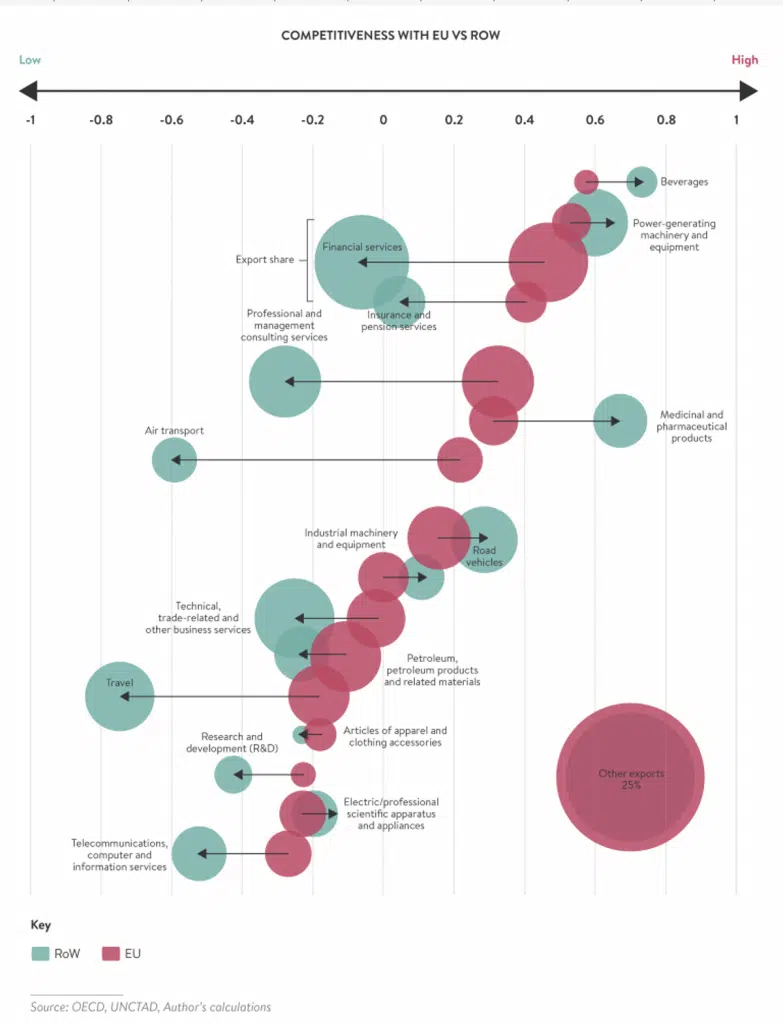 COMPETITIVENESS WITH EU VS ROW
Low
High
-1
-0.8
-0.6
-0.4
-0.2
0
0.2
0.4
0.6
0.8
1
Beverages
Power-generating
machinery and
equipment
Financial services
Export share
Insurance and
pension services
Professional and
management
consulting services
Medicinal and
pharmaceutical
products
Air transport
Industrial machinery
and equipment
Road
vehicles
Technical,
trade-related and
other business services
Petroleum,
petroleum products
and related materials
Travel
Articles of apparel and
clothing accessories
Research and
development (R&D)
Other exports
25%
Electric/professional
scientific apparatus
and appliances
Telecommunications,
computer and
information services
Key
RoW
EU
Source: OECD, UNCTAD, Author's calculations